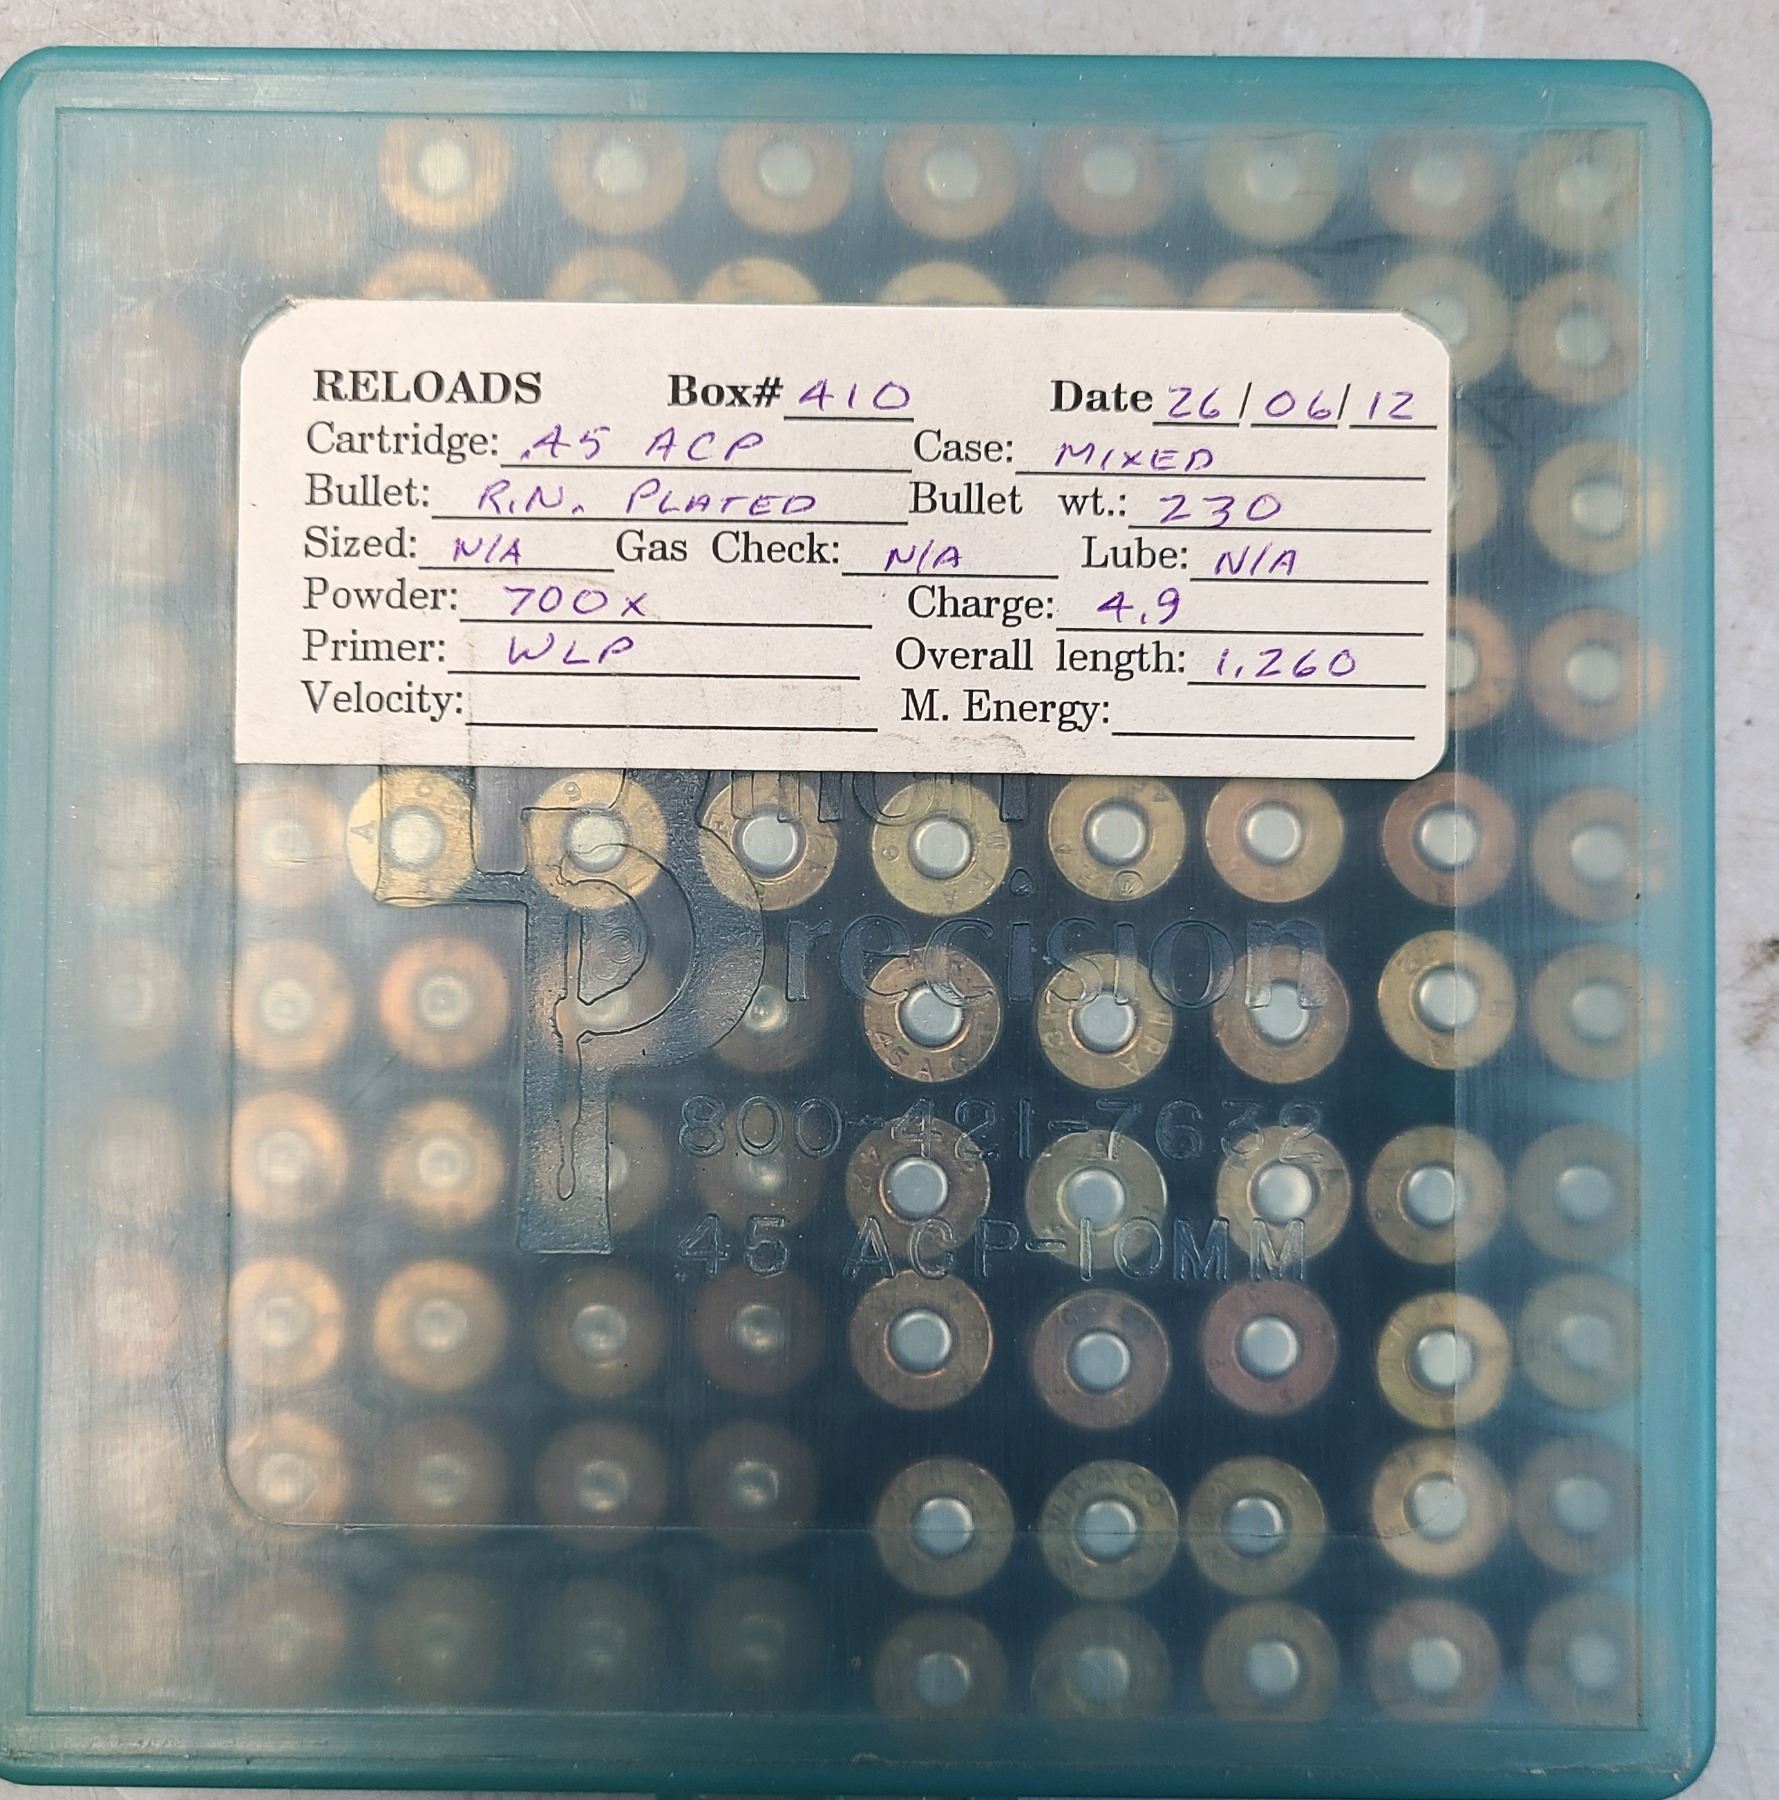 RELOADS Box# 410 Date 26/06/12
Cartridge: .45 ACP Case: MIXED
Bullet: R.N. PLATED Bullet wt.: 230
Sized: N/A Gas Check: N/A Lube: N/A
Powder: 700X Charge: 4.9
Primer: WLP Overall length: 1.260
Velocity: M. Energy:
Precision
800-421-7632
45 ACP-10MM